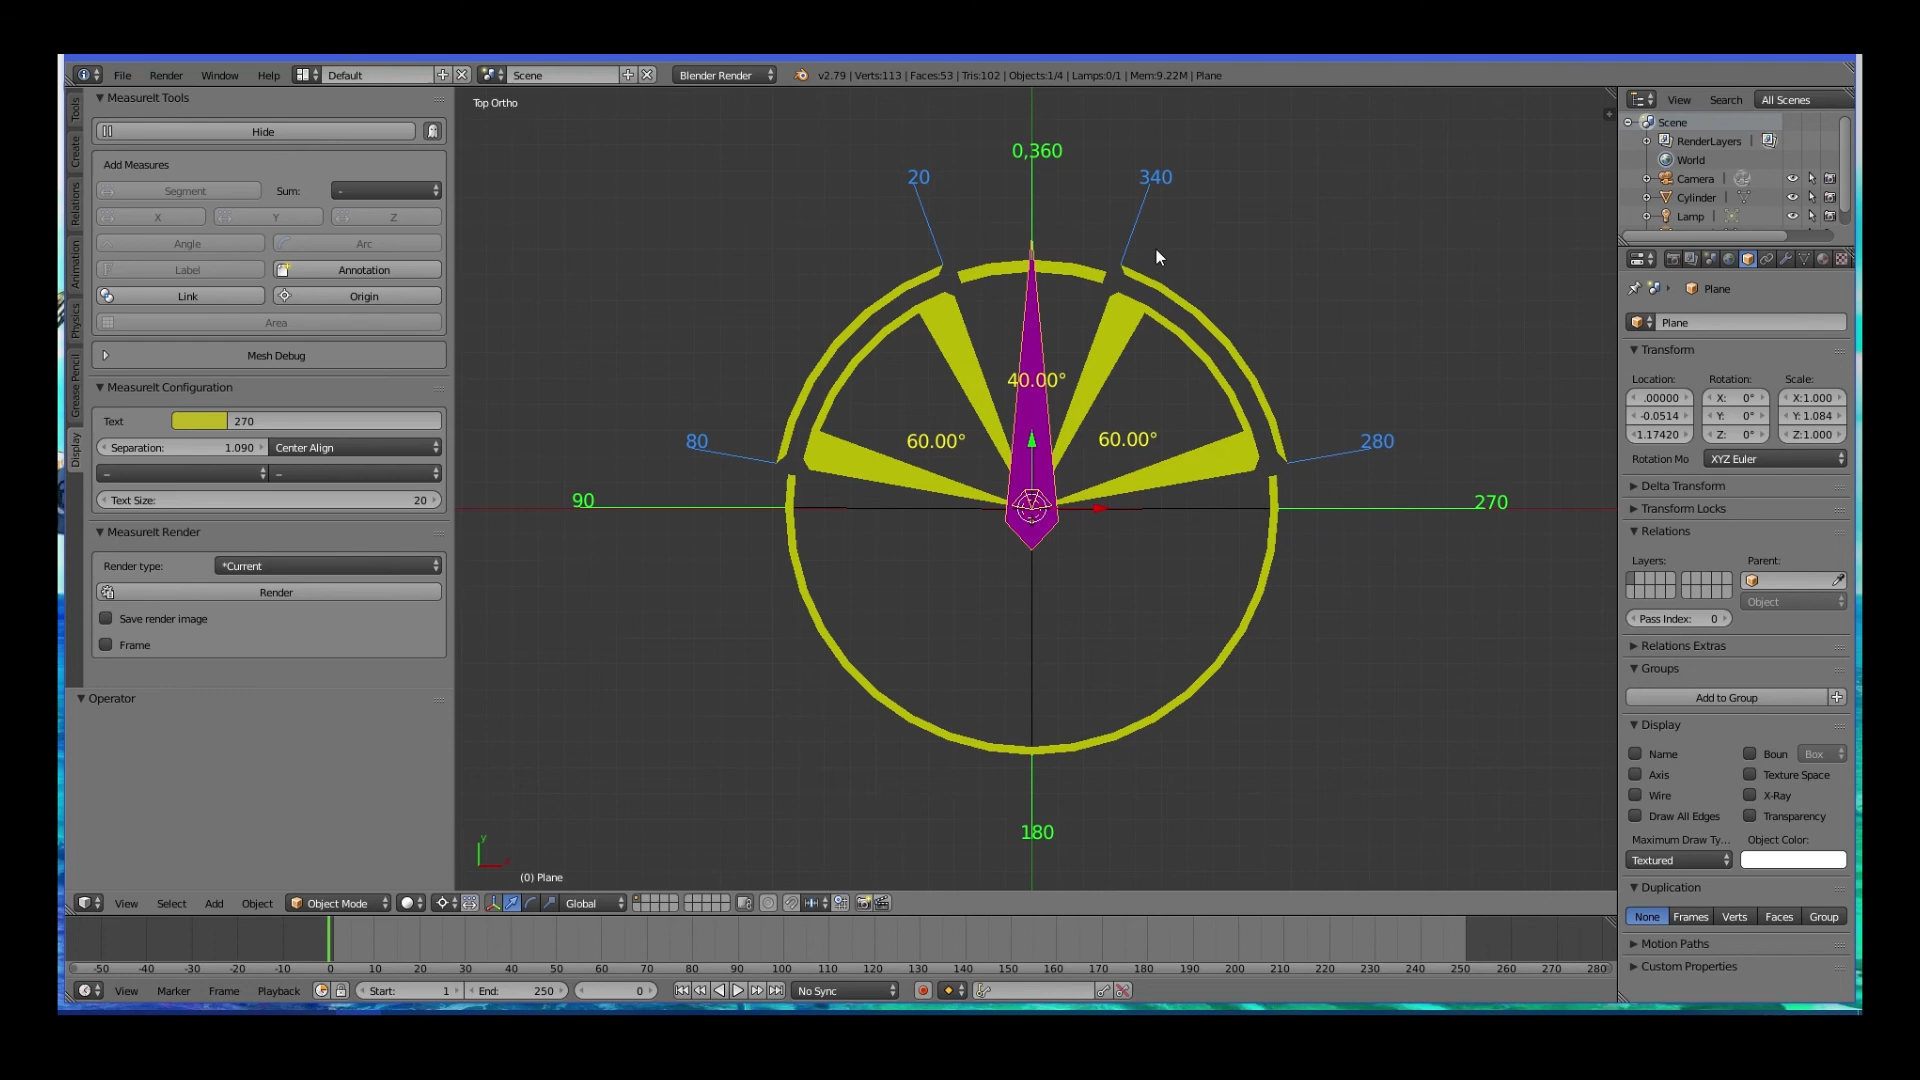 File Render Window Help Default Scene Blender Render v2.79 | Verts:113 | Faces:53 | Tris:102 | Objects:1/4 | Lamps:0/1 | Mem:9.22M | Plane
Tools
Create
Relations
Animation
Physics
Grease Pencil
Display
MeasureIt Tools
Hide
Add Measures
Segment Sum: -
X Y Z
Angle Arc
Label Annotation
Link Origin
Area
Mesh Debug
MeasureIt Configuration
Text 270
Separation: 1.090 Center Align
– –
Text Size: 20
MeasureIt Render
Render type: *Current
Render
Save render image
Frame
Operator
Top Ortho
0,360
20 340
40.00°
80 60.00° 60.00° 280
90 270
180
y
(0) Plane
View Select Add Object Object Mode Global
-50 -40 -30 -20 -10 0 10 20 30 40 50 60 70 80 90 100 110 120 130 140 150 160 170 180 190 200 210 220 230 240 250 260 270 280
View Marker Frame Playback Start: 1 End: 250 0 No Sync
View Search All Scenes
Scene
RenderLayers
World
Camera
Cylinder
Lamp
Plane
Plane
Transform
Location: Rotation: Scale:
.00000 X: 0° X:1.000
-0.0514 Y: 0° Y: 1.084
1.17420 Z: 0° Z:1.000
Rotation Mo XYZ Euler
Delta Transform
Transform Locks
Relations
Layers: Parent:
Object
Pass Index: 0
Relations Extras
Groups
Add to Group
Display
Name Boun Box
Axis Texture Space
Wire X-Ray
Draw All Edges Transparency
Maximum Draw Ty... Object Color:
Textured
Duplication
None Frames Verts Faces Group
Motion Paths
Custom Properties